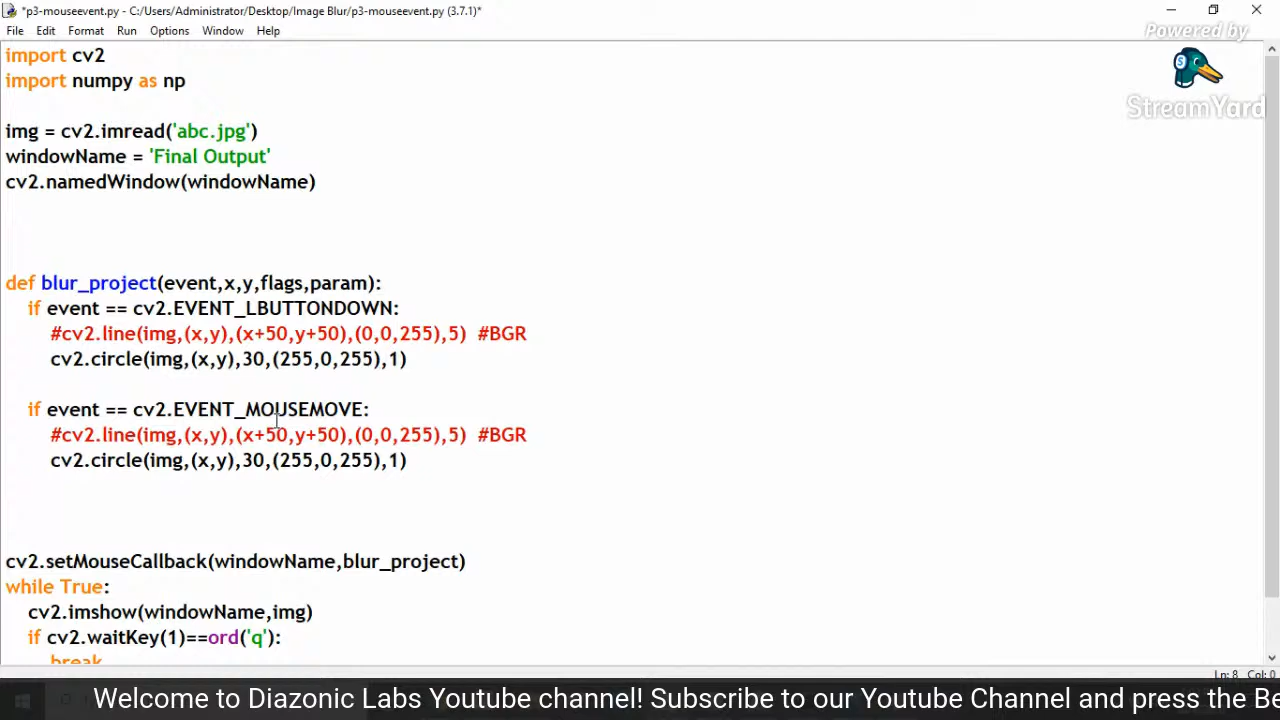 *p3-mouseevent.py - C:/Users/Administrator/Desktop/Image Blur/p3-mouseevent.py (3.7.1)*
File Edit Format Run Options Window Help
Powered by
StreamYard
import cv2
import numpy as np
img = cv2.imread('abc.jpg')
windowName = 'Final Output'
cv2.namedWindow(windowName)
def blur_project(event,x,y,flags,param):
if event == cv2.EVENT_LBUTTONDOWN:
#cv2.line(img,(x,y),(x+50,y+50),(0,0,255),5) #BGR
cv2.circle(img,(x,y),30,(255,0,255),1)
if event == cv2.EVENT_MOUSEMOVE:
#cv2.line(img,(x,y),(x+50,y+50),(0,0,255),5) #BGR
cv2.circle(img,(x,y),30,(255,0,255),1)
cv2.setMouseCallback(windowName,blur_project)
while True:
cv2.imshow(windowName,img)
if cv2.waitKey(1)==ord('q'):
break
Ln: 8 Col: 0
Welcome to Diazonic Labs Youtube channel! Subscribe to our Youtube Channel and press the Be